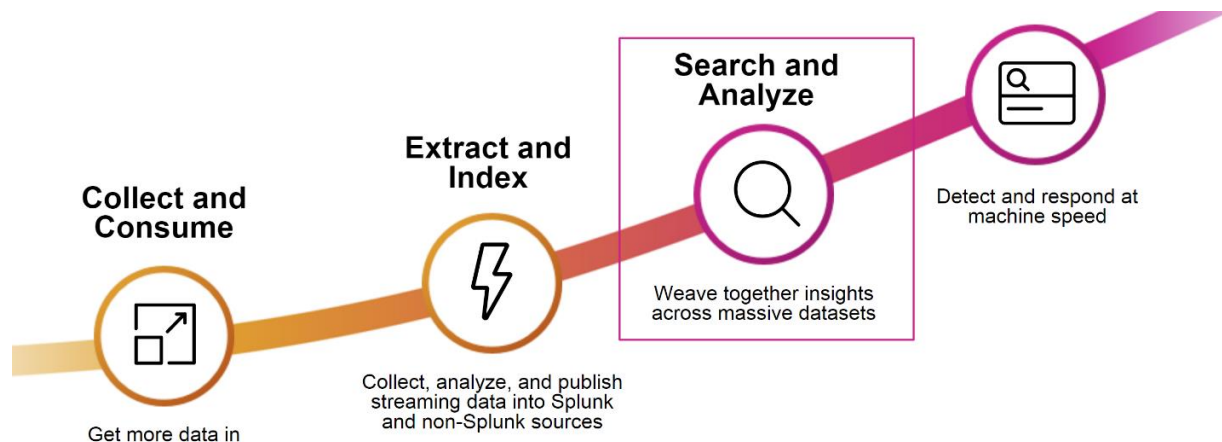 Collect and
Consume
Get more data in
Extract and
Index
Collect, analyze, and publish
streaming data into Splunk
and non-Splunk sources
Search and
Analyze
Weave together insights
across massive datasets
Detect and respond at
machine speed